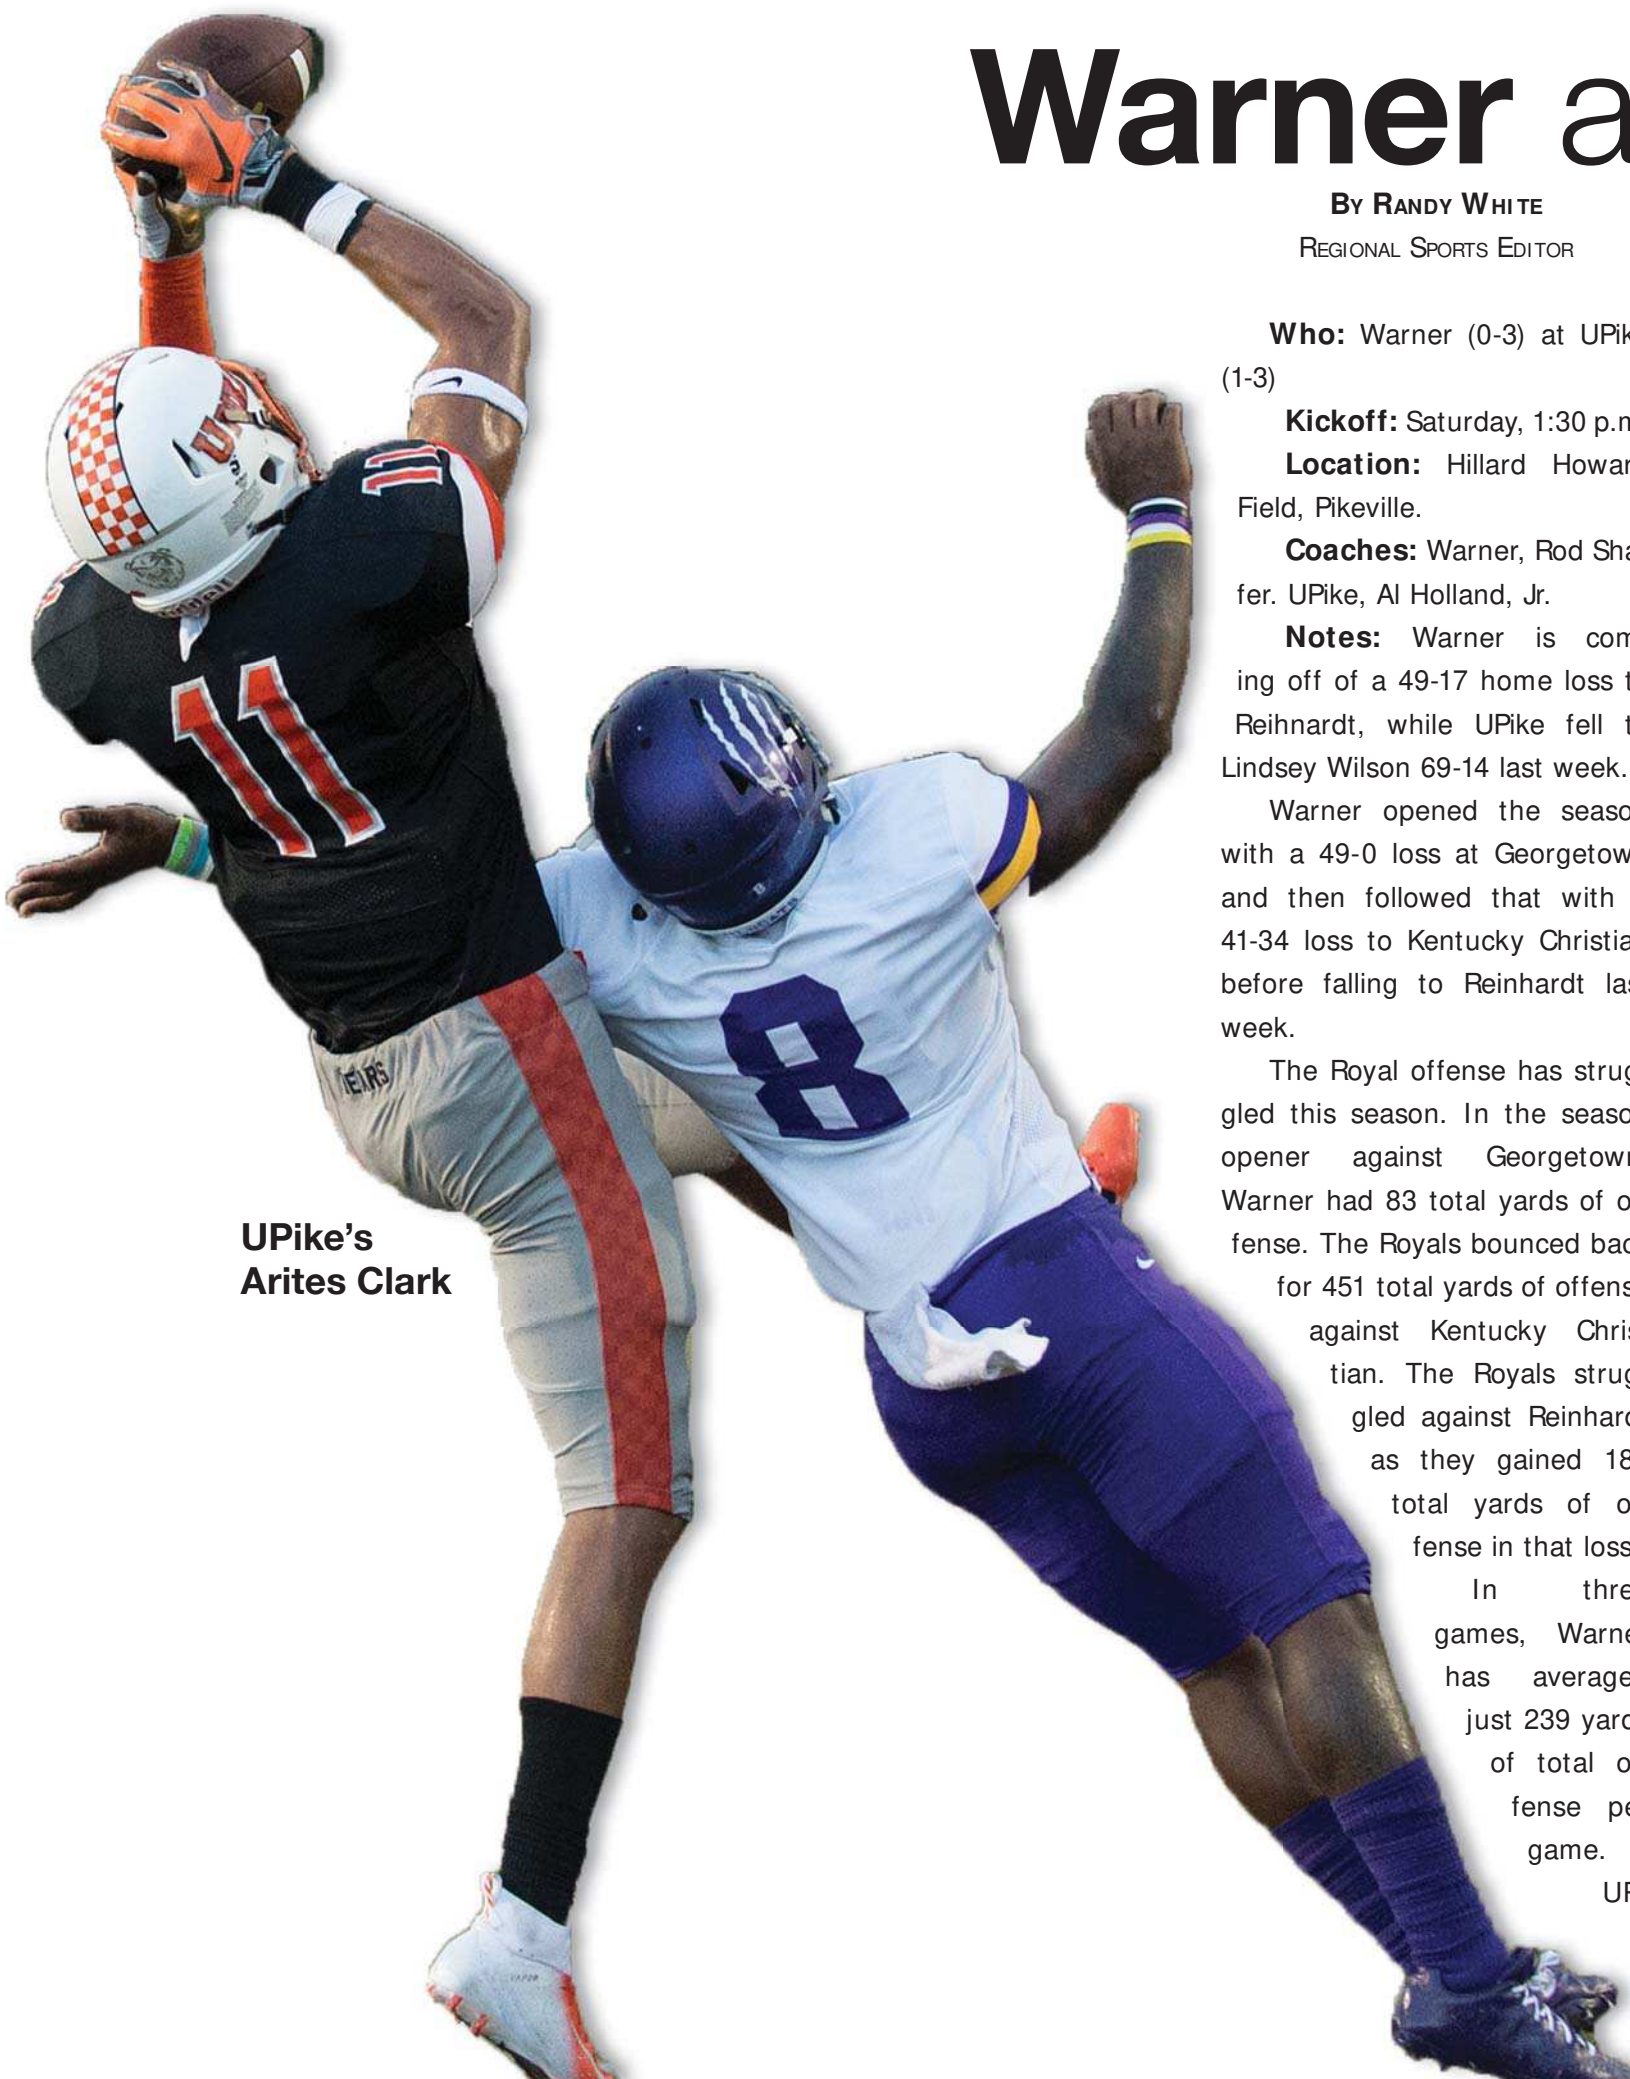 Warner a
BY RANDY WHITE
REGIONAL SPORTS EDITOR
Who: Warner (0-3) at UPik
(1-3)
Kickoff: Saturday, 1:30 p.m
Location: Hillard Howar
Field, Pikeville.
Coaches: Warner, Rod Sha
fer. UPike, Al Holland, Jr.
Notes: Warner is com
ing off of a 49-17 home loss t
Reihnardt, while UPike fell t
Lindsey Wilson 69-14 last week.
Warner opened the seaso
with a 49-0 loss at Georgetow
and then followed that with
41-34 loss to Kentucky Christia
before falling to Reinhardt las
week.
The Royal offense has strug
gled this season. In the seaso
opener against Georgetown
Warner had 83 total yards of o
fense. The Royals bounced bac
for 451 total yards of offens
against Kentucky Chris
tian. The Royals strug
gled against Reinhard
as they gained 18
total yards of o
fense in that loss
In thre
games, Warne
has average
just 239 yard
of total o
fense pe
game.
UP
UPike's
Arites Clark
11
11
8